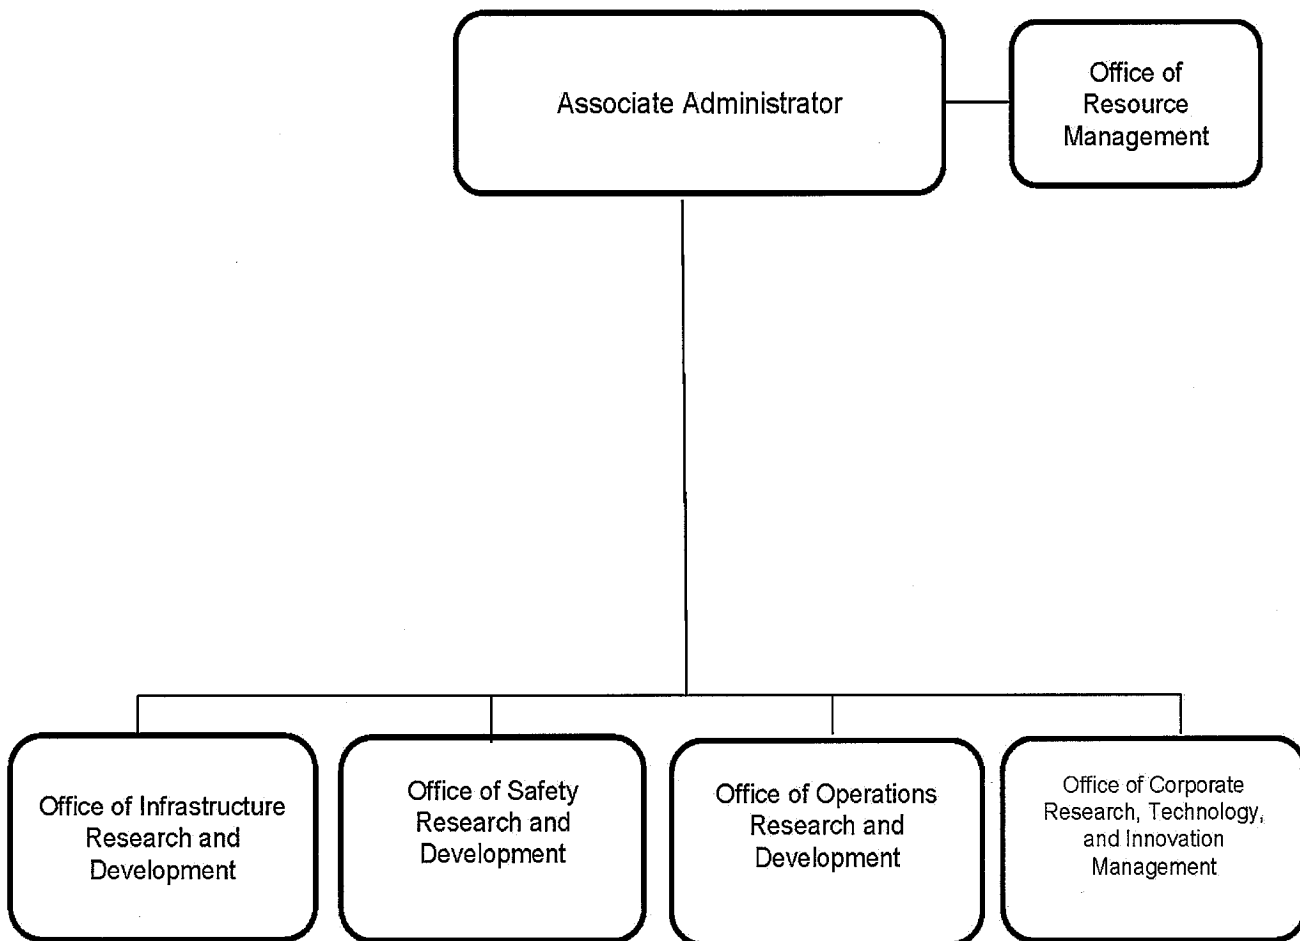 Associate Administrator
Office of
Resource
Management
Office of Infrastructure
Research and
Development
Office of Safety
Research and
Development
Office of Operations
Research and
Development
Office of Corporate
Research, Technology,
and Innovation
Management